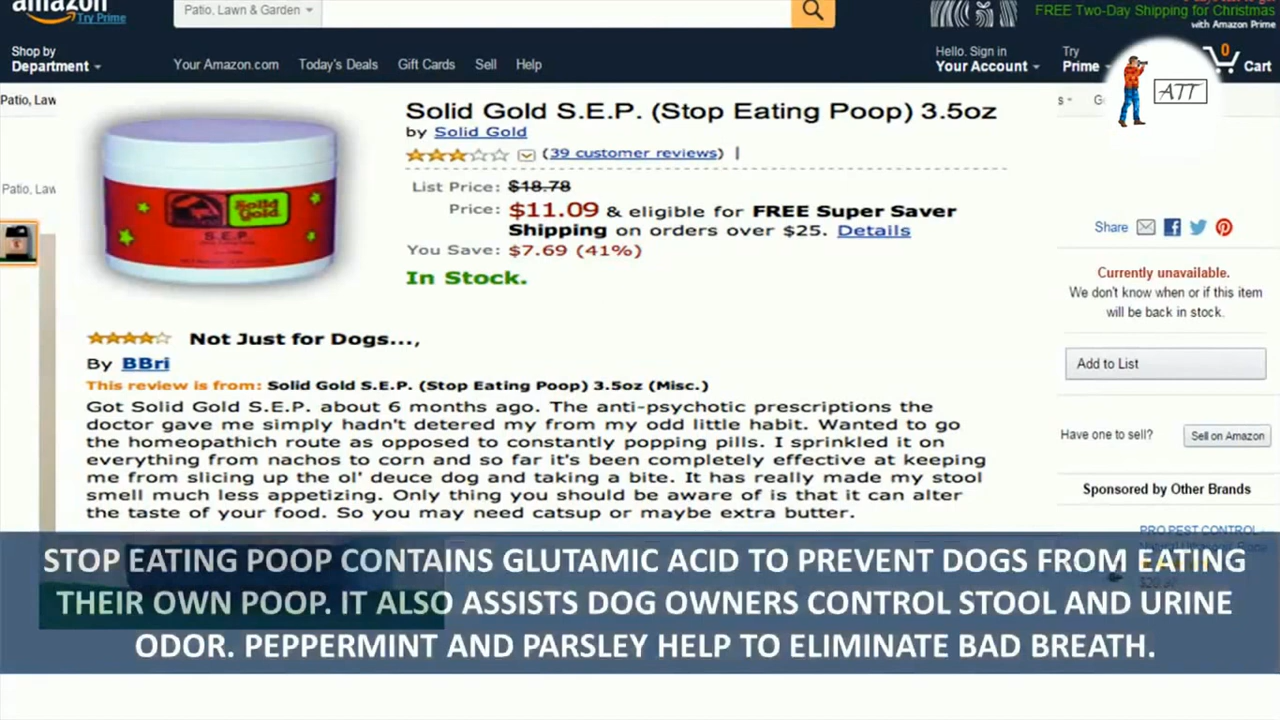 amazon
Try Prime
Patio, Lawn & Garden
FREE Two-Day Shipping for Christmas
with Amazon Prime
Shop by
Department
Your Amazon.com
Today's Deals
Gift Cards
Sell
Help
Hello. Sign in
Your Account
Try
Prime
0
Cart
ATT
Patio, Law
Patio, Law
Solid Gold S.E.P. (Stop Eating Poop) 3.5oz
by Solid Gold
(39 customer reviews) |
List Price: $18.78
Price: $11.09 & eligible for FREE Super Saver
Shipping on orders over $25. Details
You Save: $7.69 (41%)
In Stock.
Solid
Gold
S.E.P.
Share
Currently unavailable.
We don't know when or if this item
will be back in stock.
Add to List
Have one to sell?
Sell on Amazon
Sponsored by Other Brands
PRO PEST CONTROL -
Not Just for Dogs...,
By BBri
This review is from: Solid Gold S.E.P. (Stop Eating Poop) 3.5oz (Misc.)
Got Solid Gold S.E.P. about 6 months ago. The anti-psychotic prescriptions the
doctor gave me simply hadn't detered my from my odd little habit. Wanted to go
the homeopathich route as opposed to constantly popping pills. I sprinkled it on
everything from nachos to corn and so far it's been completely effective at keeping
me from slicing up the ol' deuce dog and taking a bite. It has really made my stool
smell much less appetizing. Only thing you should be aware of is that it can alter
the taste of your food. So you may need catsup or maybe extra butter.
STOP EATING POOP CONTAINS GLUTAMIC ACID TO PREVENT DOGS FROM EATING
THEIR OWN POOP. IT ALSO ASSISTS DOG OWNERS CONTROL STOOL AND URINE
ODOR. PEPPERMINT AND PARSLEY HELP TO ELIMINATE BAD BREATH.